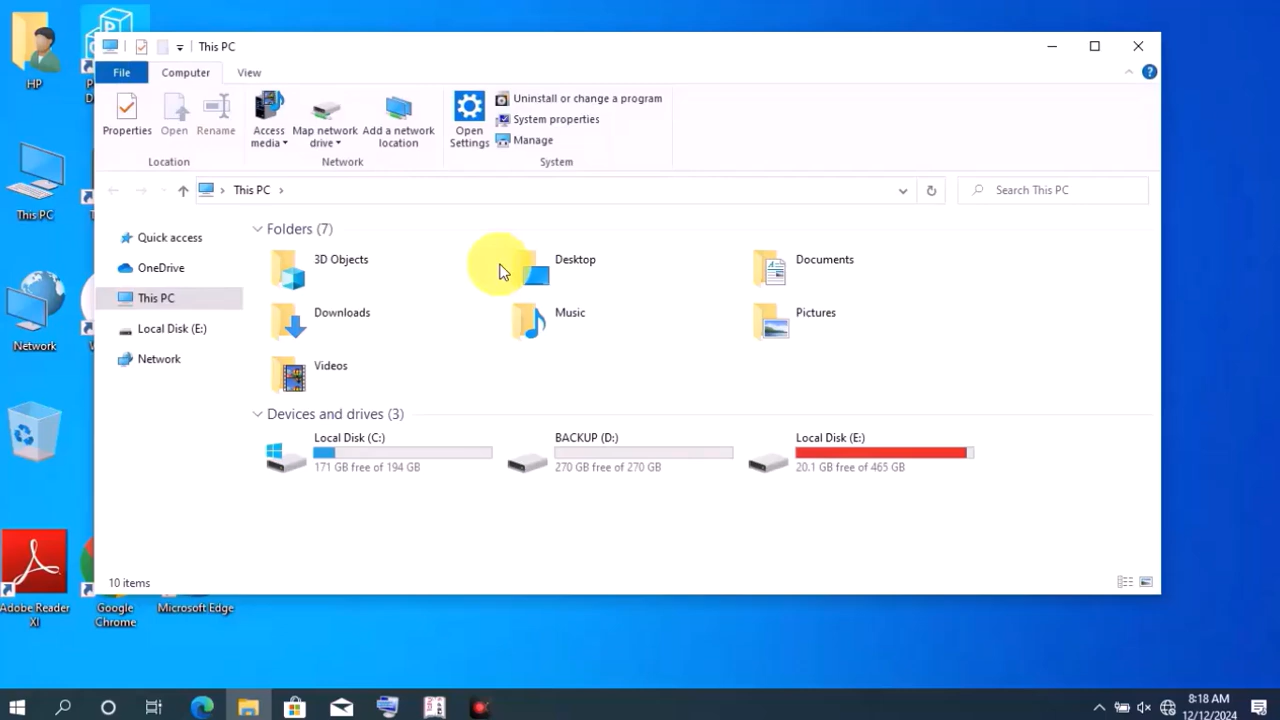 This PC
File
Computer
View
Properties
Open
Rename
Access media
Map network drive
Add a network location
Open Settings
Uninstall or change a program
System properties
Manage
Location
Network
System
This PC
Search This PC
Quick access
OneDrive
This PC
Local Disk (E:)
Network
Folders (7)
3D Objects
Desktop
Documents
Downloads
Music
Pictures
Videos
Devices and drives (3)
Local Disk (C:)
171 GB free of 194 GB
BACKUP (D:)
270 GB free of 270 GB
Local Disk (E:)
20.1 GB free of 465 GB
10 items
HP
This PC
Network
Adobe Reader XI
Google Chrome
Microsoft Edge
8:18 AM
12/12/2024